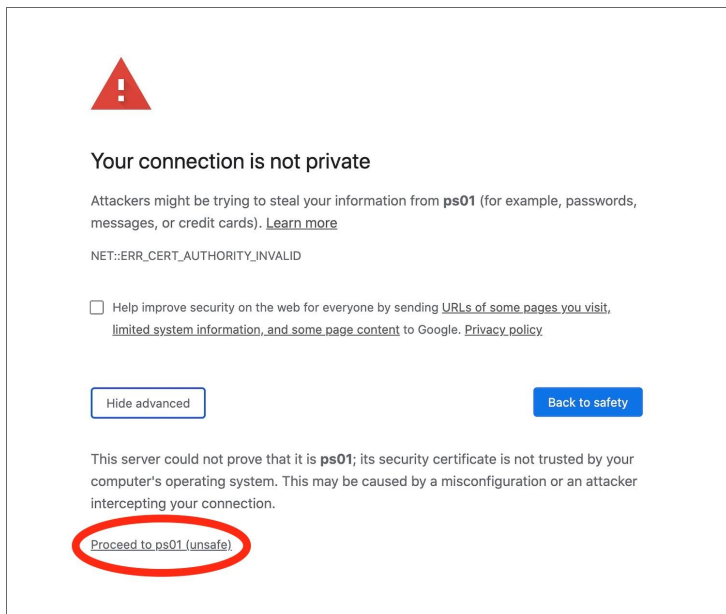 Your connection is not private
Attackers might be trying to steal your information from ps01 (for example, passwords,
messages, or credit cards). Learn more
NET::ERR_CERT_AUTHORITY_INVALID
Help improve security on the web for everyone by sending URLs of some pages you visit,
limited system information, and some page content to Google. Privacy policy
Hide advanced
Back to safety
This server could not prove that it is ps01; its security certificate is not trusted by your
computer's operating system. This may be caused by a misconfiguration or an attacker
intercepting your connection.
Proceed to ps01 (unsafe)